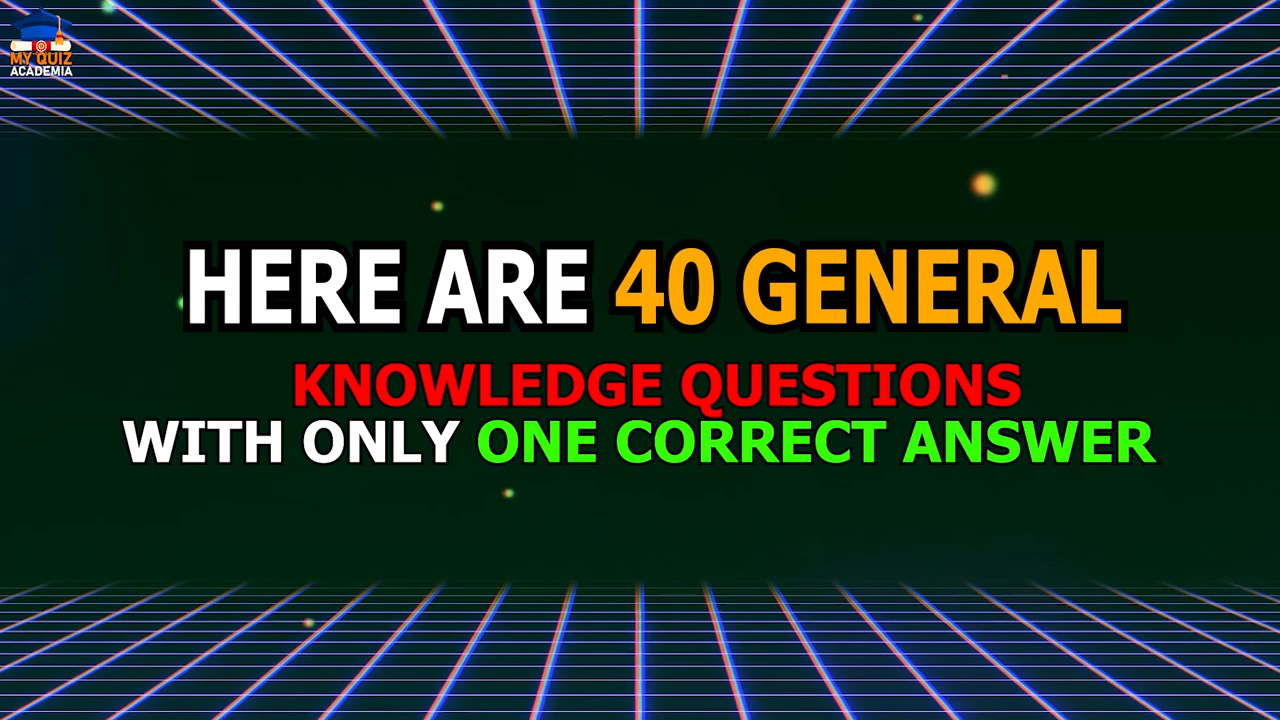 MY QUIZ
ACADEMIA
HERE ARE 40 GENERAL
KNOWLEDGE QUESTIONS
WITH ONLY ONE CORRECT ANSWER